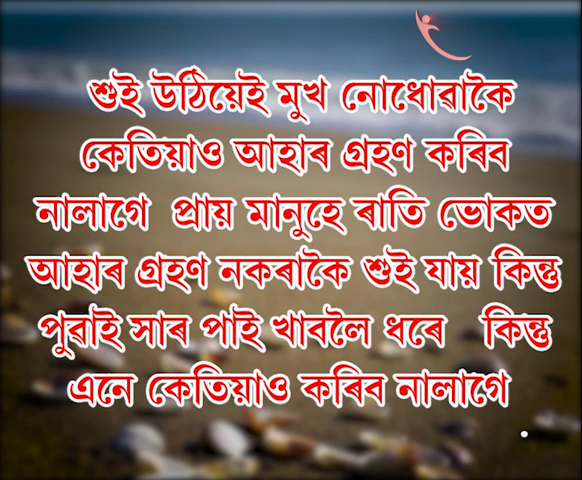 শুই উঠিয়েই মুখ নোধোৱাকৈ
কেতিয়াও আহাৰ গ্ৰহণ কৰিব
নালাগে প্ৰায় মানুহে ৰাতি ভোকত
আহাৰ গ্ৰহণ নকৰাকৈ শুই যায় কিন্তু
পুৱাই সাৰ পাই খাবলৈ ধৰে কিন্তু
এনে কেতিয়াও কৰিব নালাগে
.